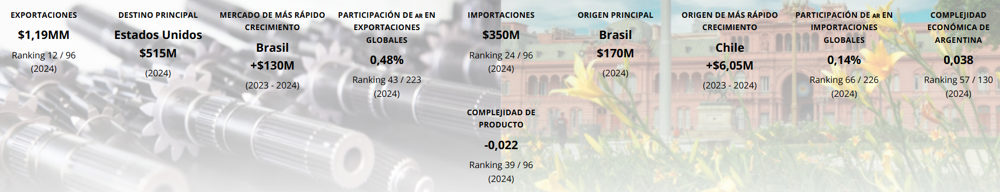 EXPORTACIONES
$1,19MM
Ranking 12 / 96
(2024)
DESTINO PRINCIPAL
Estados Unidos
$515M
(2024)
MERCADO DE MÁS RÁPIDO
CRECIMIENTO
Brasil
+$130M
(2023 - 2024)
PARTICIPACIÓN DE AR EN
EXPORTACIONES
GLOBALES
0,48%
Ranking 43 / 223
(2024)
IMPORTACIONES
$350M
Ranking 24 / 96
(2024)
ORIGEN PRINCIPAL
Brasil
$170M
(2024)
ORIGEN DE MÁS RÁPIDO
CRECIMIENTO
Chile
+$6,05M
(2023 - 2024)
PARTICIPACIÓN DE AR EN
IMPORTACIONES
GLOBALES
0,14%
Ranking 66 / 226
(2024)
COMPLEJIDAD
ECONÓMICA DE
ARGENTINA
0,038
Ranking 57 / 130
(2024)
COMPLEJIDAD DE
PRODUCTO
-0,022
Ranking 39 / 96
(2024)